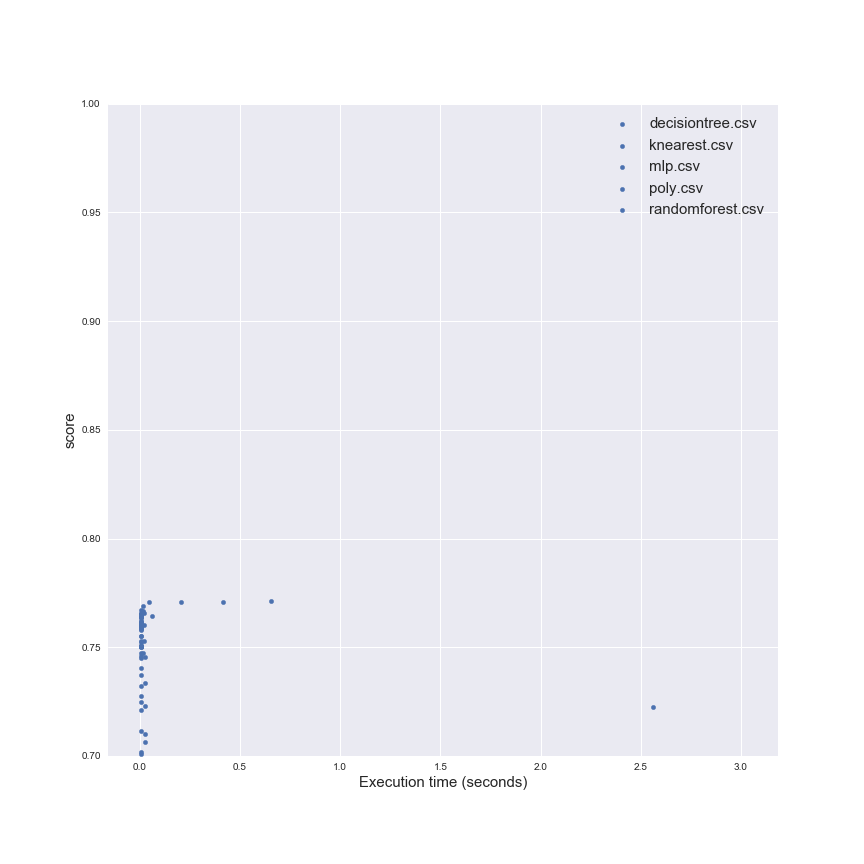 1.00
decisiontree.csv
knearest.csv
mlp.csv
poly.csv
randomforest.csv
0.95
0.90
0.85
score
0.80
0.75
0.70
0.0 0.5 1.0 1.5 2.0 2.5 3.0
Execution time (seconds)